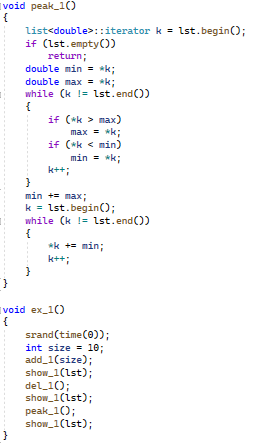 void peak_1()
{
list<double>::iterator k = lst.begin();
if (lst.empty())
return;
double min = *k;
double max = *k;
while (k != lst.end())
{
if (*k > max)
max = *k;
if (*k < min)
min = *k;
k++;
}
min += max;
k = lst.begin();
while (k != lst.end())
{
*k += min;
k++;
}
}
void ex_1()
{
srand(time(0));
int size = 10;
add_1(size);
show_1(lst);
del_1();
show_1(lst);
peak_1();
show_1(lst);
}